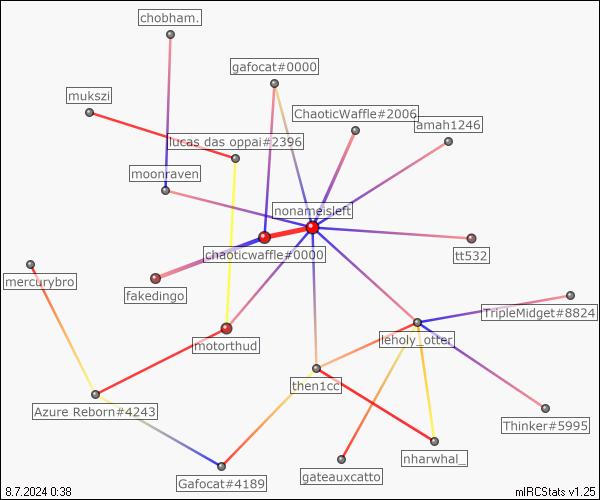 chobham.
gafocat#0000
mukszi
ChaoticWaffle#2006
amah1246
lucas das oppai#2396
moonraven
nonameisleft
chaoticwaffle#0000
tt532
mercurybro
fakedingo
TripleMidget#8824
leholy_otter
motorthud
then1cc
Azure Reborn#4243
Thinker#5995
nharwhal_
gateauxcatto
Gafocat#4189
8.7.2024 0:38
mIRCStats v1.25